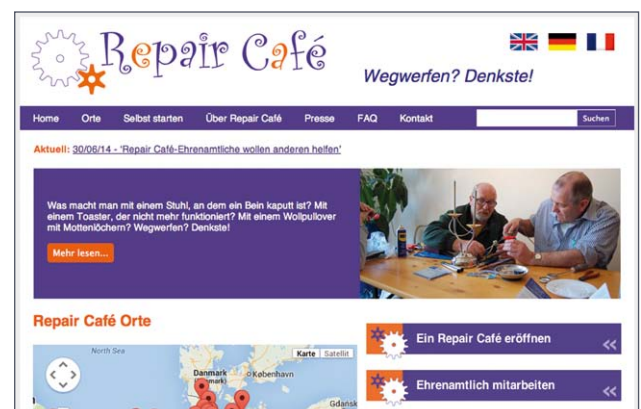 Repair Café
Wegwerfen? Denkste!
Home Orte Selbst starten Über Repair Café Presse FAQ Kontakt Suchen
Aktuell: 30/06/14 - 'Repair Café-Ehrenamtliche wollen anderen helfen'
Was macht man mit einem Stuhl, an dem ein Bein kaputt ist? Mit
einem Toaster, der nicht mehr funktioniert? Mit einem Wollpullover
mit Mottenlöchern? Wegwerfen? Denkste!
Mehr lesen...
Repair Café Orte
Ein Repair Café eröffnen
Ehrenamtlich mitarbeiten
North Sea
Karte Satellit
Danmark
København
Gdańsk